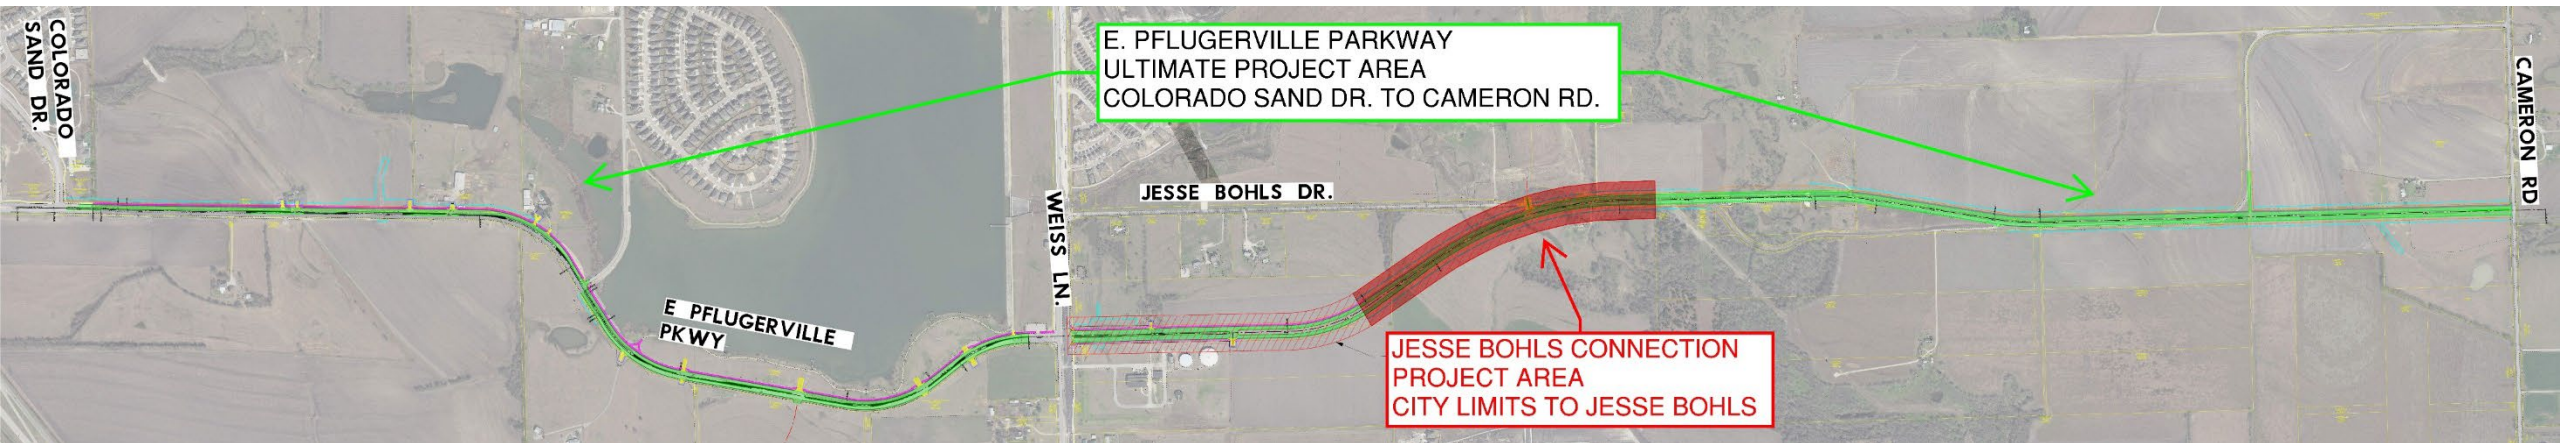 COLORADO
SAND DR.
E. PFLUGERVILLE PARKWAY
ULTIMATE PROJECT AREA
COLORADO SAND DR. TO CAMERON RD.
CAMERON RD
JESSE BOHLS DR.
WEISS LN.
E PFLUGERVILLE
PKWY
JESSE BOHLS CONNECTION
PROJECT AREA
CITY LIMITS TO JESSE BOHLS